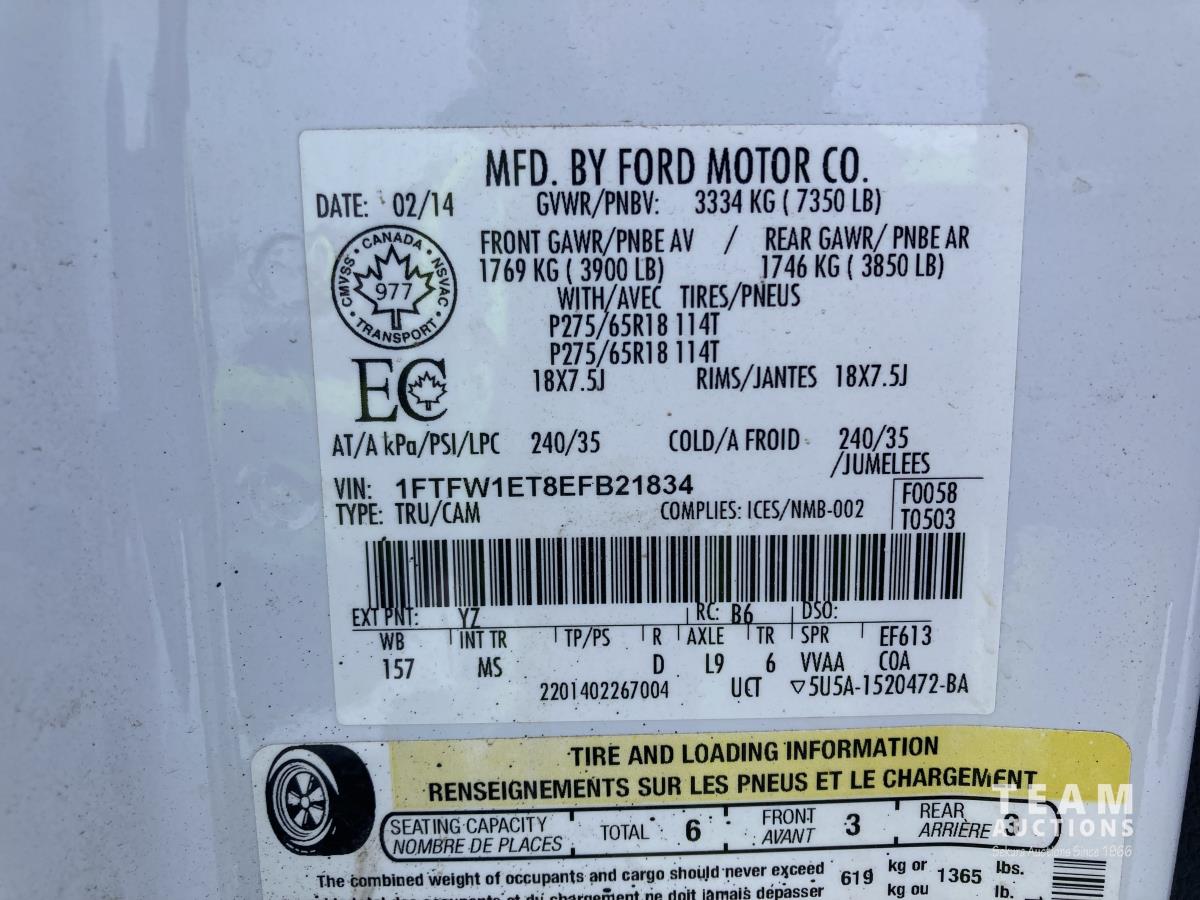 MFD. BY FORD MOTOR CO.
DATE: 02/14 GVWR/PNBV: 3334 KG ( 7350 LB)
FRONT GAWR/PNBE AV / REAR GAWR/ PNBE AR
1769 KG ( 3900 LB) 1746 KG ( 3850 LB)
CANADA CMVSS NSVAC 977 TRANSPORT
WITH/AVEC TIRES/PNEUS
P275/65R18 114T
P275/65R18 114T
18X7.5J RIMS/JANTES 18X7.5J
EC
AT/A kPa/PSI/LPC 240/35 COLD/A FROID 240/35
/JUMELEES
VIN: 1FTFW1ET8EFB21834 F0058
TYPE: TRU/CAM COMPLIES: ICES/NMB-002 T0503
EXT PNT: YZ RC: B6 DSO:
WB INT TR TP/PS R AXLE TR SPR EF613
157 MS D L9 6 VVAA COA
2201402267004 UCT ▽5U5A-1520472-BA
TIRE AND LOADING INFORMATION
RENSEIGNEMENTS SUR LES PNEUS ET LE CHARGEMENT
SEATING CAPACITY TOTAL 6 FRONT 3 REAR 3
NOMBRE DE PLACES AVANT ARRIÈRE
The combined weight of occupants and cargo should never exceed 619 kg or 1365 lbs.
kg ou lb.
TEAM
AUCTIONS
Sekura Auctions Since 1966